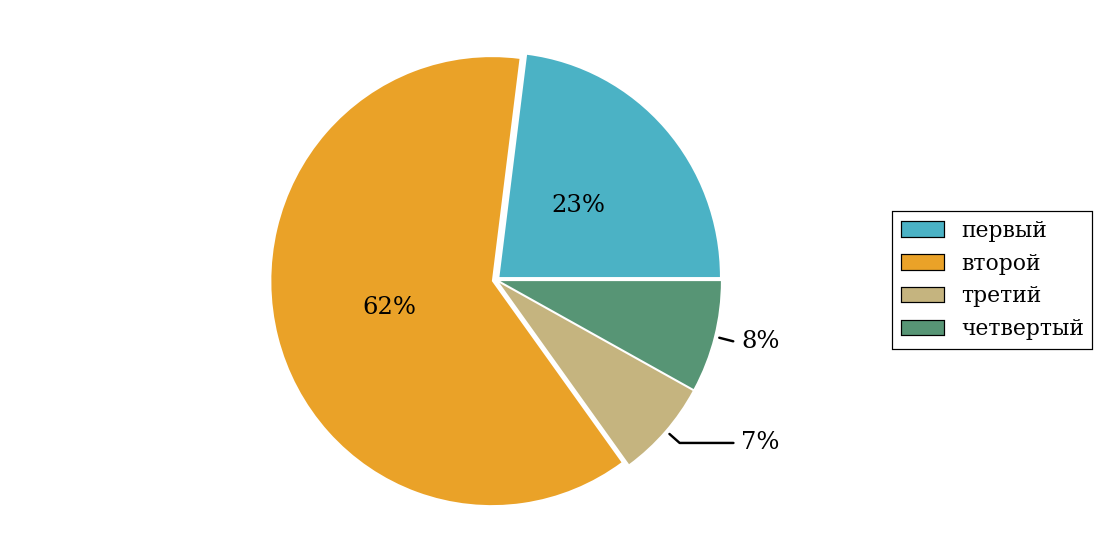 23%
62%
8%
7%
первый
второй
третий
четвертый